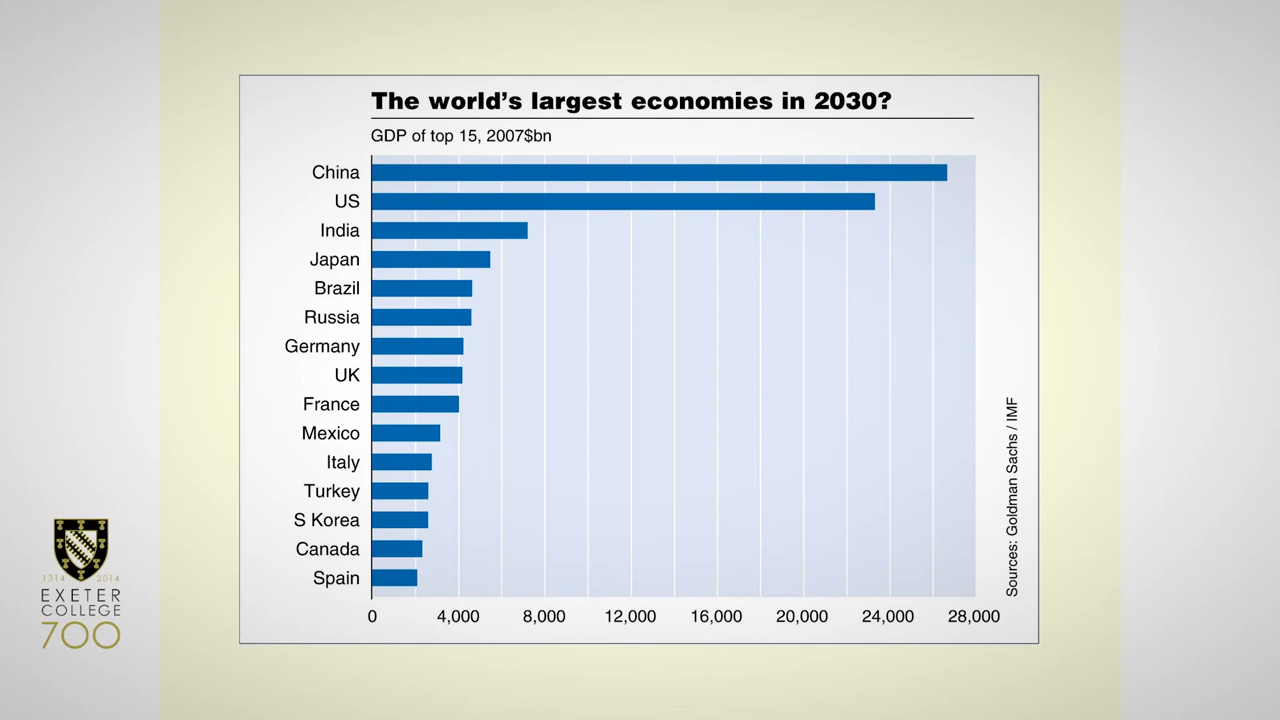 The world's largest economies in 2030?
GDP of top 15, 2007$bn
China
US
India
Japan
Brazil
Russia
Germany
UK
France
Mexico
Italy
Turkey
S Korea
Canada
Spain
0 4,000 8,000 12,000 16,000 20,000 24,000 28,000
Sources: Goldman Sachs / IMF
1314 2014
EXETER
COLLEGE
700